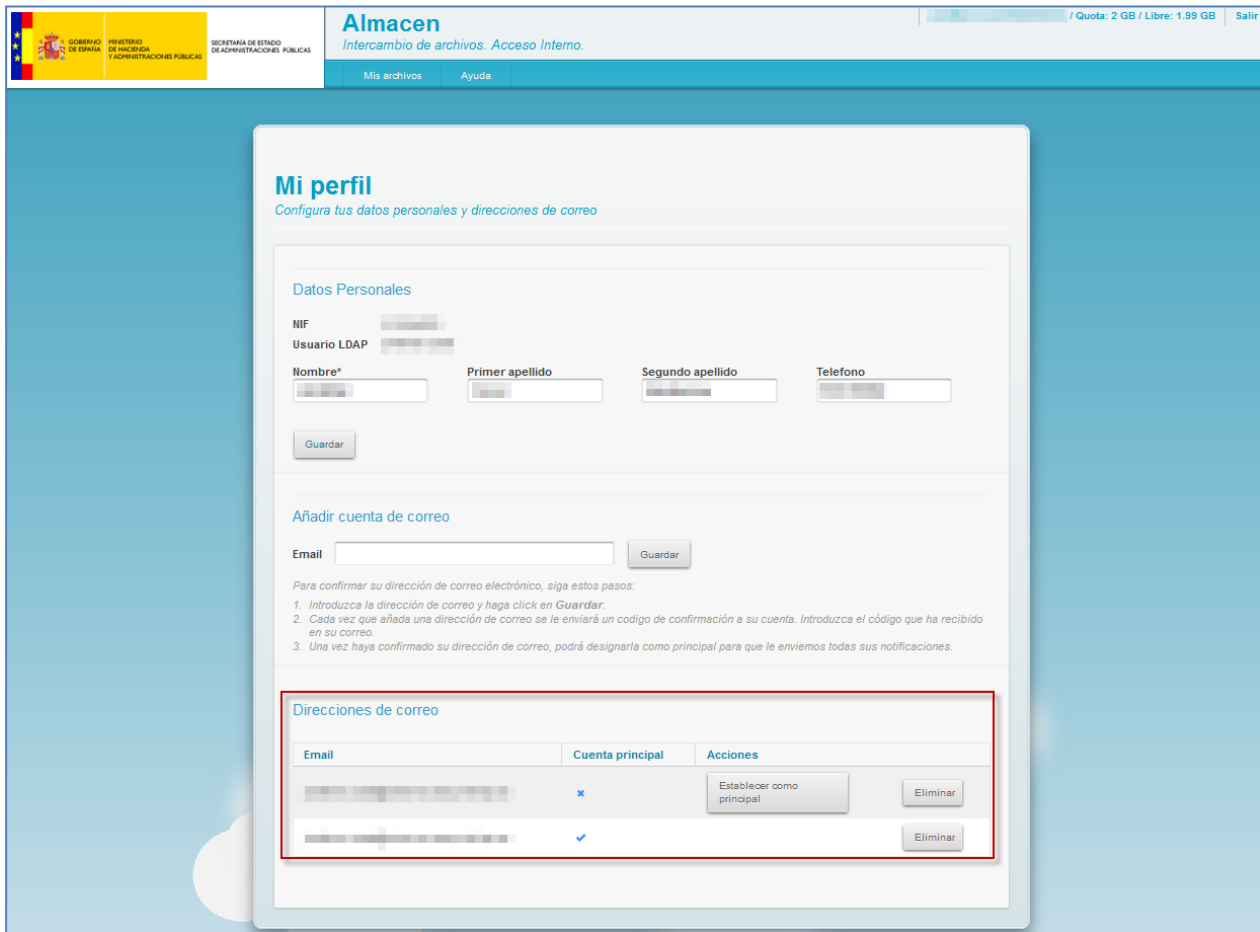 GOBIERNO DE ESPAÑA
MINISTERIO DE HACIENDA Y ADMINISTRACIONES PÚBLICAS
SECRETARÍA DE ESTADO DE ADMINISTRACIONES PÚBLICAS
Almacen
Intercambio de archivos. Acceso Interno.
/ Quota: 2 GB / Libre: 1.99 GB Salir
Mis archivos Ayuda
Mi perfil
Configura tus datos personales y direcciones de correo
Datos Personales
NIF
Usuario LDAP
Nombre* Primer apellido Segundo apellido Telefono
Guardar
Añadir cuenta de correo
Email Guardar
Para confirmar su dirección de correo electrónico, siga estos pasos:
1. Introduzca la dirección de correo y haga click en Guardar.
2. Cada vez que añada una dirección de correo se le enviará un codigo de confirmación a su cuenta. Introduzca el código que ha recibido
en su correo.
3. Una vez haya confirmado su dirección de correo, podrá designarla como principal para que le enviemos todas sus notificaciones.
Direcciones de correo
Email Cuenta principal Acciones
Establecer como
principal
Eliminar
Eliminar